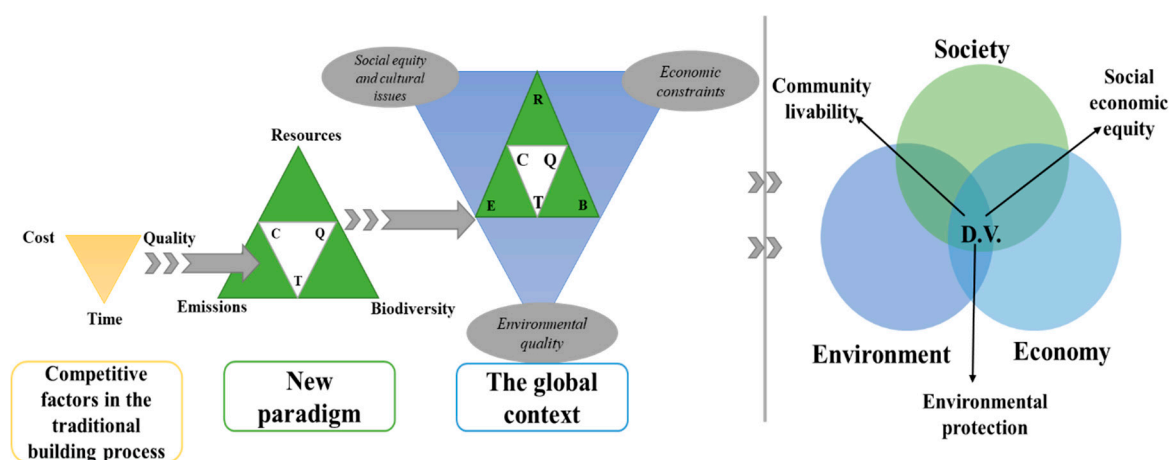 Cost
Quality
Time
Competitive
factors in the
traditional
building process
Resources
C
Q
T
Emissions
Biodiversity
New
paradigm
Social equity
and cultural
issues
Economic
constraints
R
C
Q
T
E
B
Environmental
quality
The global
context
Society
Community
livability
Social
economic
equity
D.V.
Environment
Economy
Environmental
protection